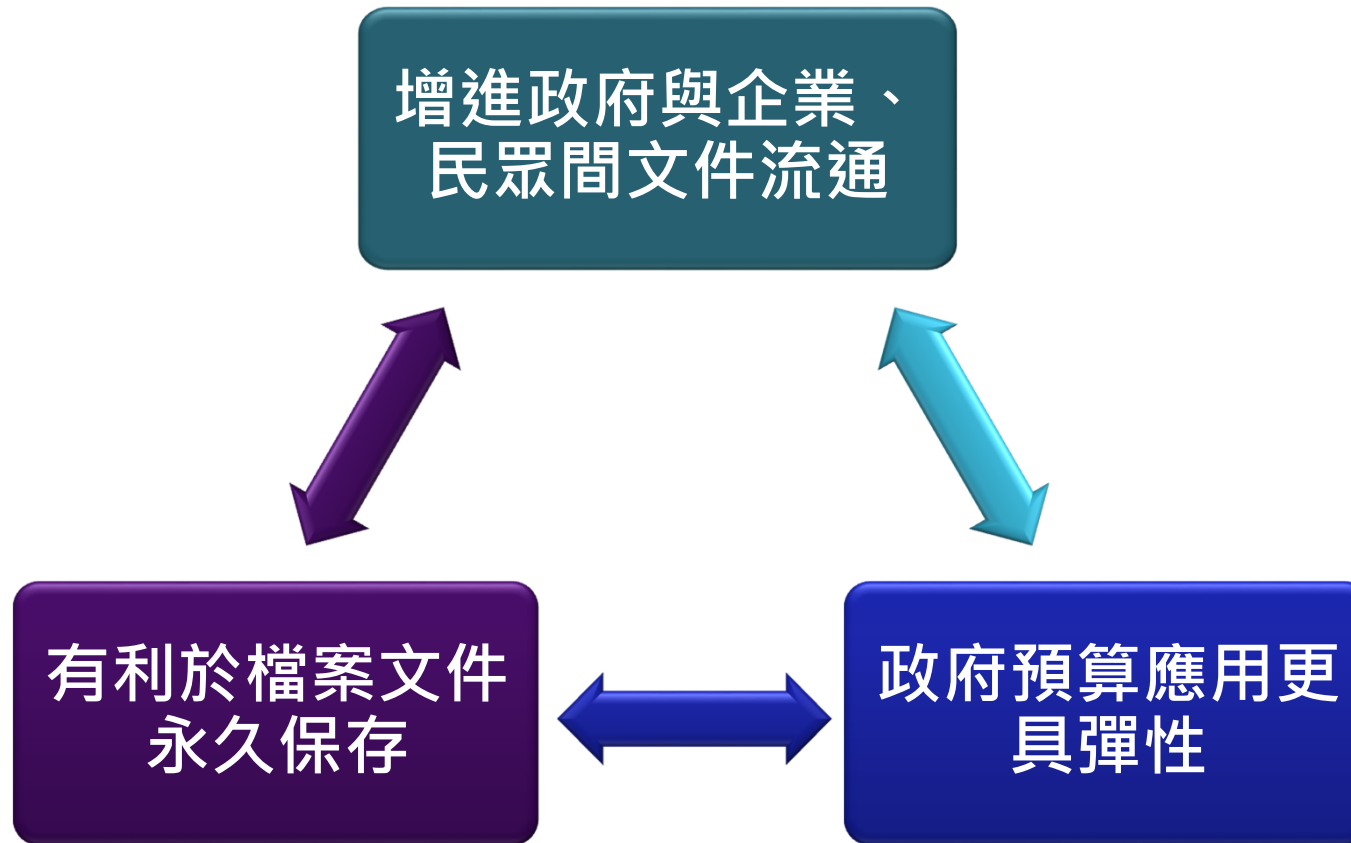 增進政府與企業、
民眾間文件流通
有利於檔案文件
永久保存
政府預算應用更
具彈性